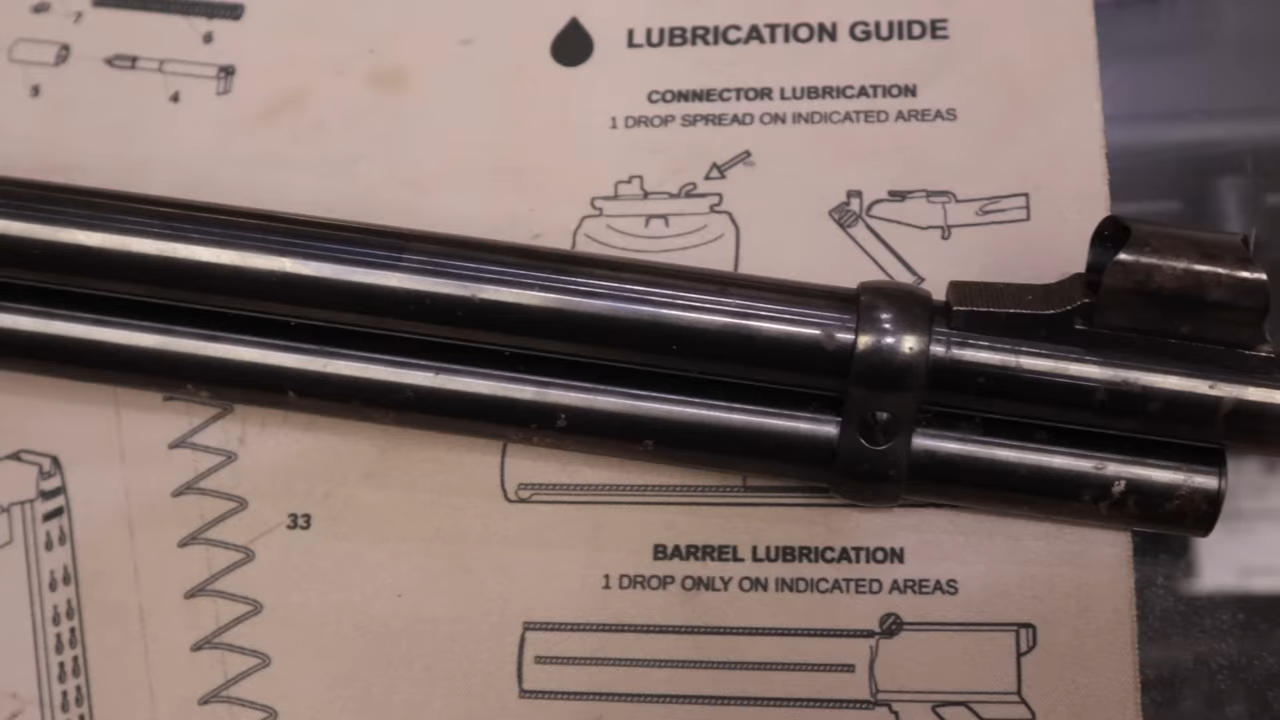 7
6
5
4
LUBRICATION GUIDE
CONNECTOR LUBRICATION
1 DROP SPREAD ON INDICATED AREAS
33
BARREL LUBRICATION
1 DROP ONLY ON INDICATED AREAS